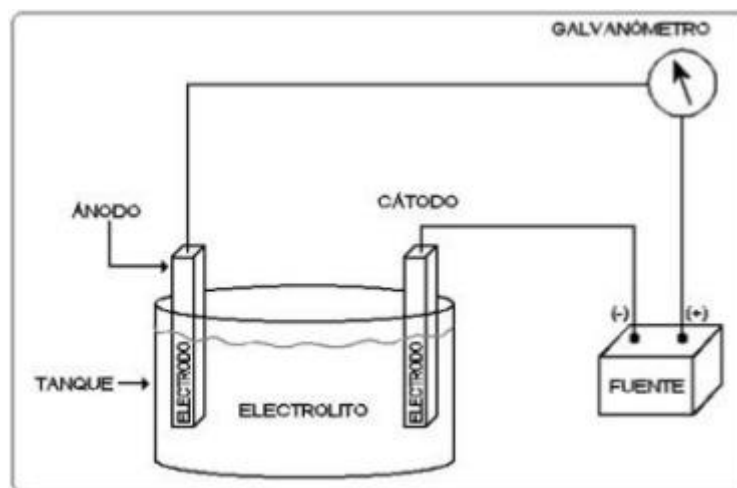 GALVANÓMETRO
ÁNODO
CÁTODO
(-)
(+)
TANQUE
ELECTRODO
ELECTROLITO
ELECTRODO
FUENTE